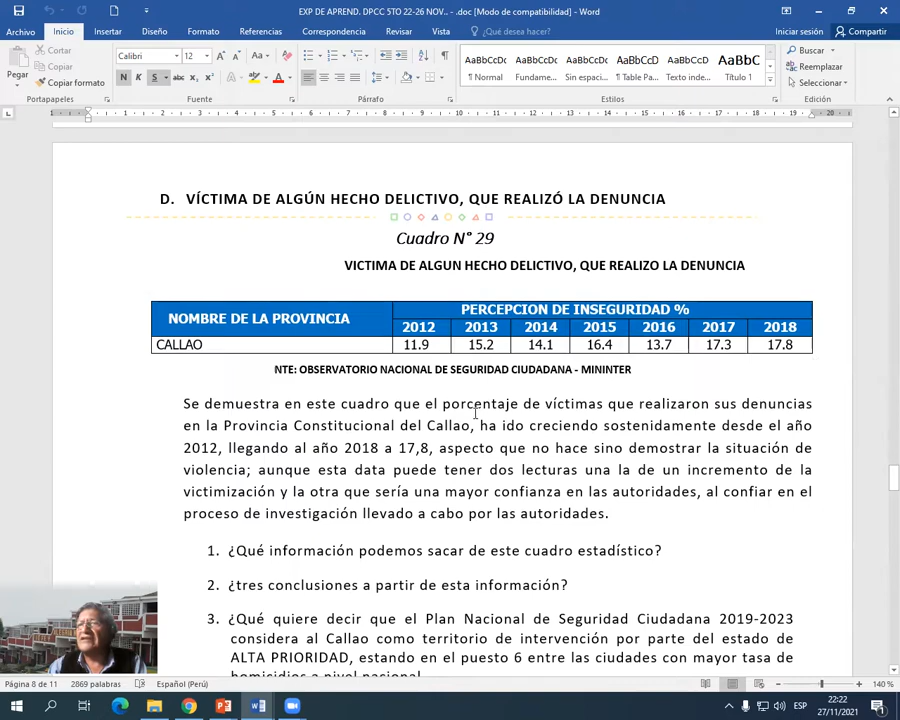 EXP DE APREND. DPCC 5TO 22-26 NOV.. - .doc [Modo de compatibilidad] - Word
Archivo Inicio Insertar Diseño Formato Referencias Correspondencia Revisar Vista ¿Qué desea hacer? Iniciar sesión Compartir
Pegar
Cortar
Copiar
Copiar formato
Portapapeles
Calibri 12
N K S abc
Fuente
Párrafo
AaBbCcDc AaBbCcDc AaBbCcDc AaBbCcD AaBbCcDc AaBbC
¶ Normal Fundame... Sin espaci... ¶ Table Pa... Texto inde... Título 1
Estilos
Buscar
Reemplazar
Seleccionar
Edición
D. VÍCTIMA DE ALGÚN HECHO DELICTIVO, QUE REALIZÓ LA DENUNCIA
Cuadro N° 29
VICTIMA DE ALGUN HECHO DELICTIVO, QUE REALIZO LA DENUNCIA
NOMBRE DE LA PROVINCIA PERCEPCION DE INSEGURIDAD %
2012 2013 2014 2015 2016 2017 2018
CALLAO 11.9 15.2 14.1 16.4 13.7 17.3 17.8
NTE: OBSERVATORIO NACIONAL DE SEGURIDAD CIUDADANA - MININTER
Se demuestra en este cuadro que el porcentaje de víctimas que realizaron sus denuncias
en la Provincia Constitucional del Callao, ha ido creciendo sostenidamente desde el año
2012, llegando al año 2018 a 17,8, aspecto que no hace sino demostrar la situación de
violencia; aunque esta data puede tener dos lecturas una la de un incremento de la
victimización y la otra que sería una mayor confianza en las autoridades, al confiar en el
proceso de investigación llevado a cabo por las autoridades.
1. ¿Qué información podemos sacar de este cuadro estadístico?
2. ¿tres conclusiones a partir de esta información?
3. ¿Qué quiere decir que el Plan Nacional de Seguridad Ciudadana 2019-2023
considera al Callao como territorio de intervención por parte del estado de
ALTA PRIORIDAD, estando en el puesto 6 entre las ciudades con mayor tasa de
homicidios a nivel nacional
Página 8 de 11 2869 palabras Español (Perú) 140 %
ESP
22:22
27/11/2021